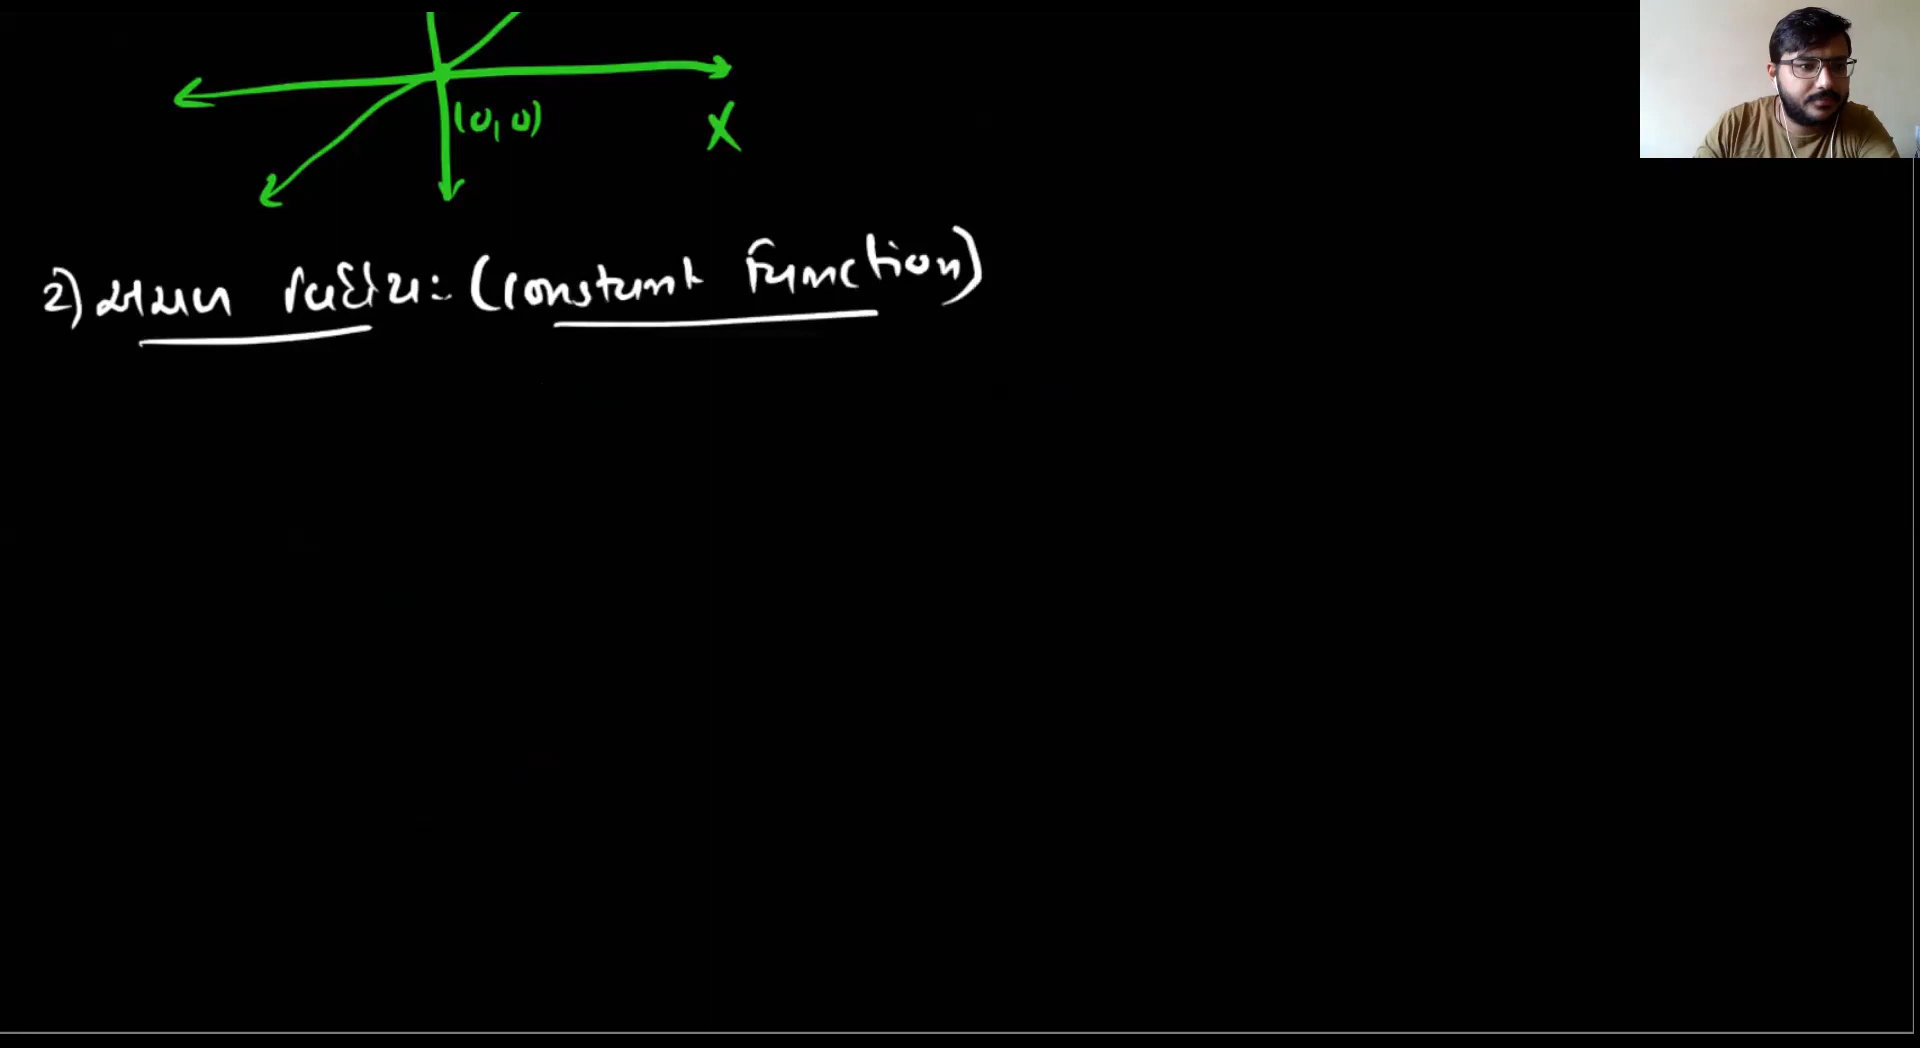 (0,0)
X
2) અચળ વિધેય: (constant Function)